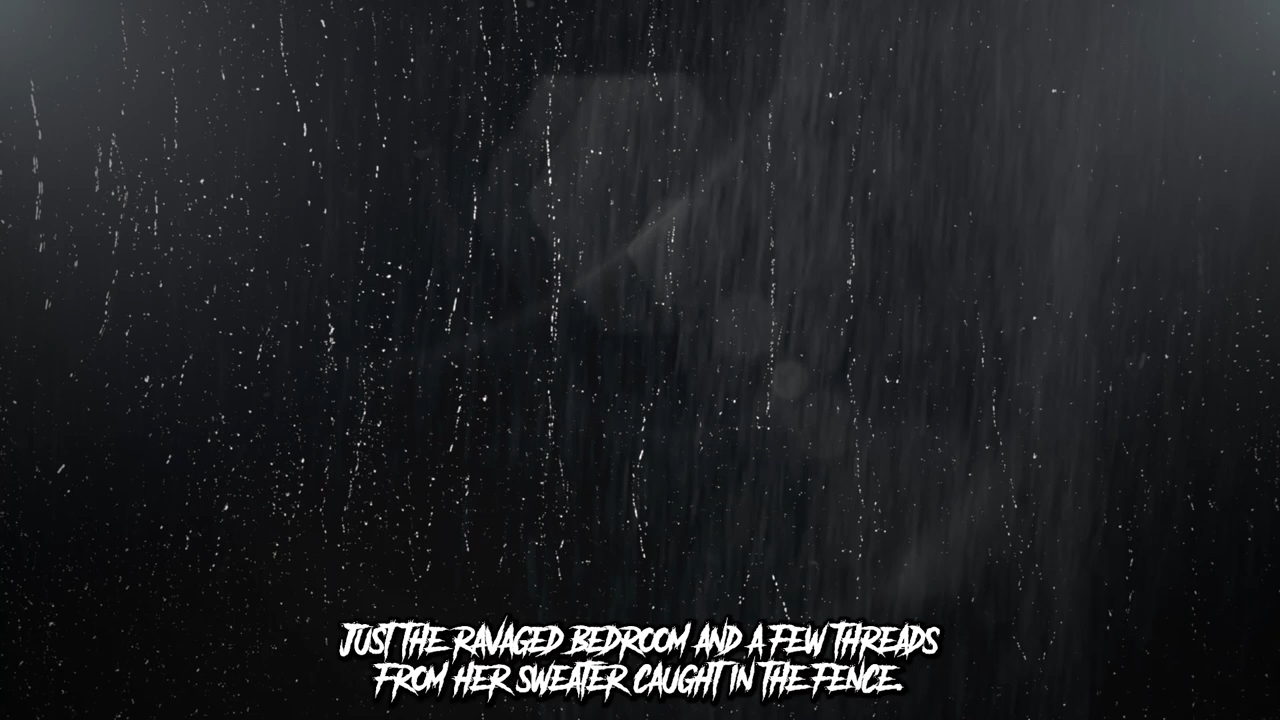 JUST THE RAVAGED BEDROOM AND A FEW THREADS
FROM HER SWEATER CAUGHT IN THE FENCE.